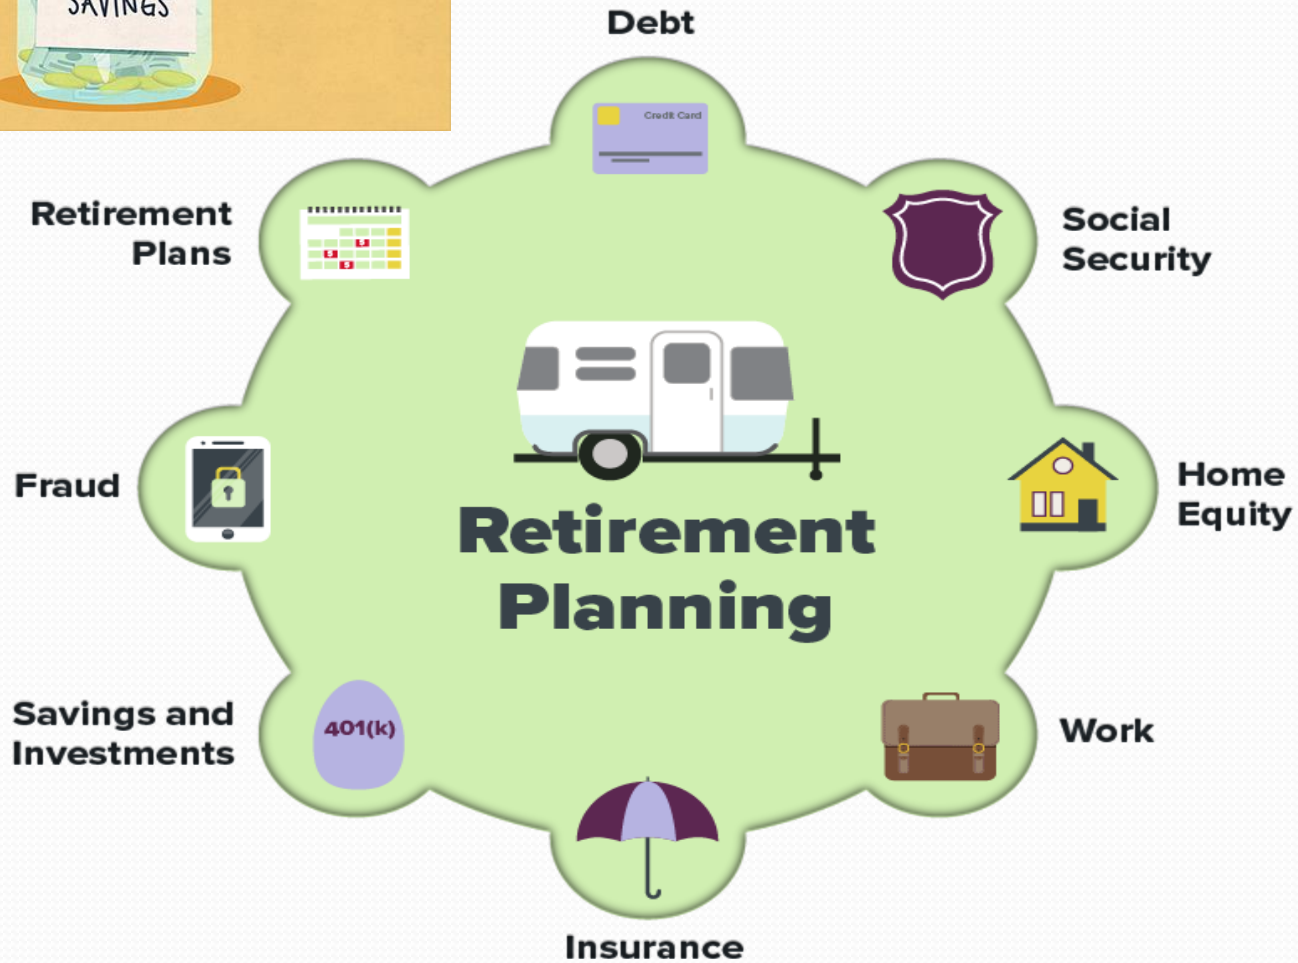 SAVINGS
Debt
Credit Card
Retirement
Plans
Social
Security
Fraud
Home
Equity
Retirement
Planning
Savings and
Investments
401(k)
Work
Insurance